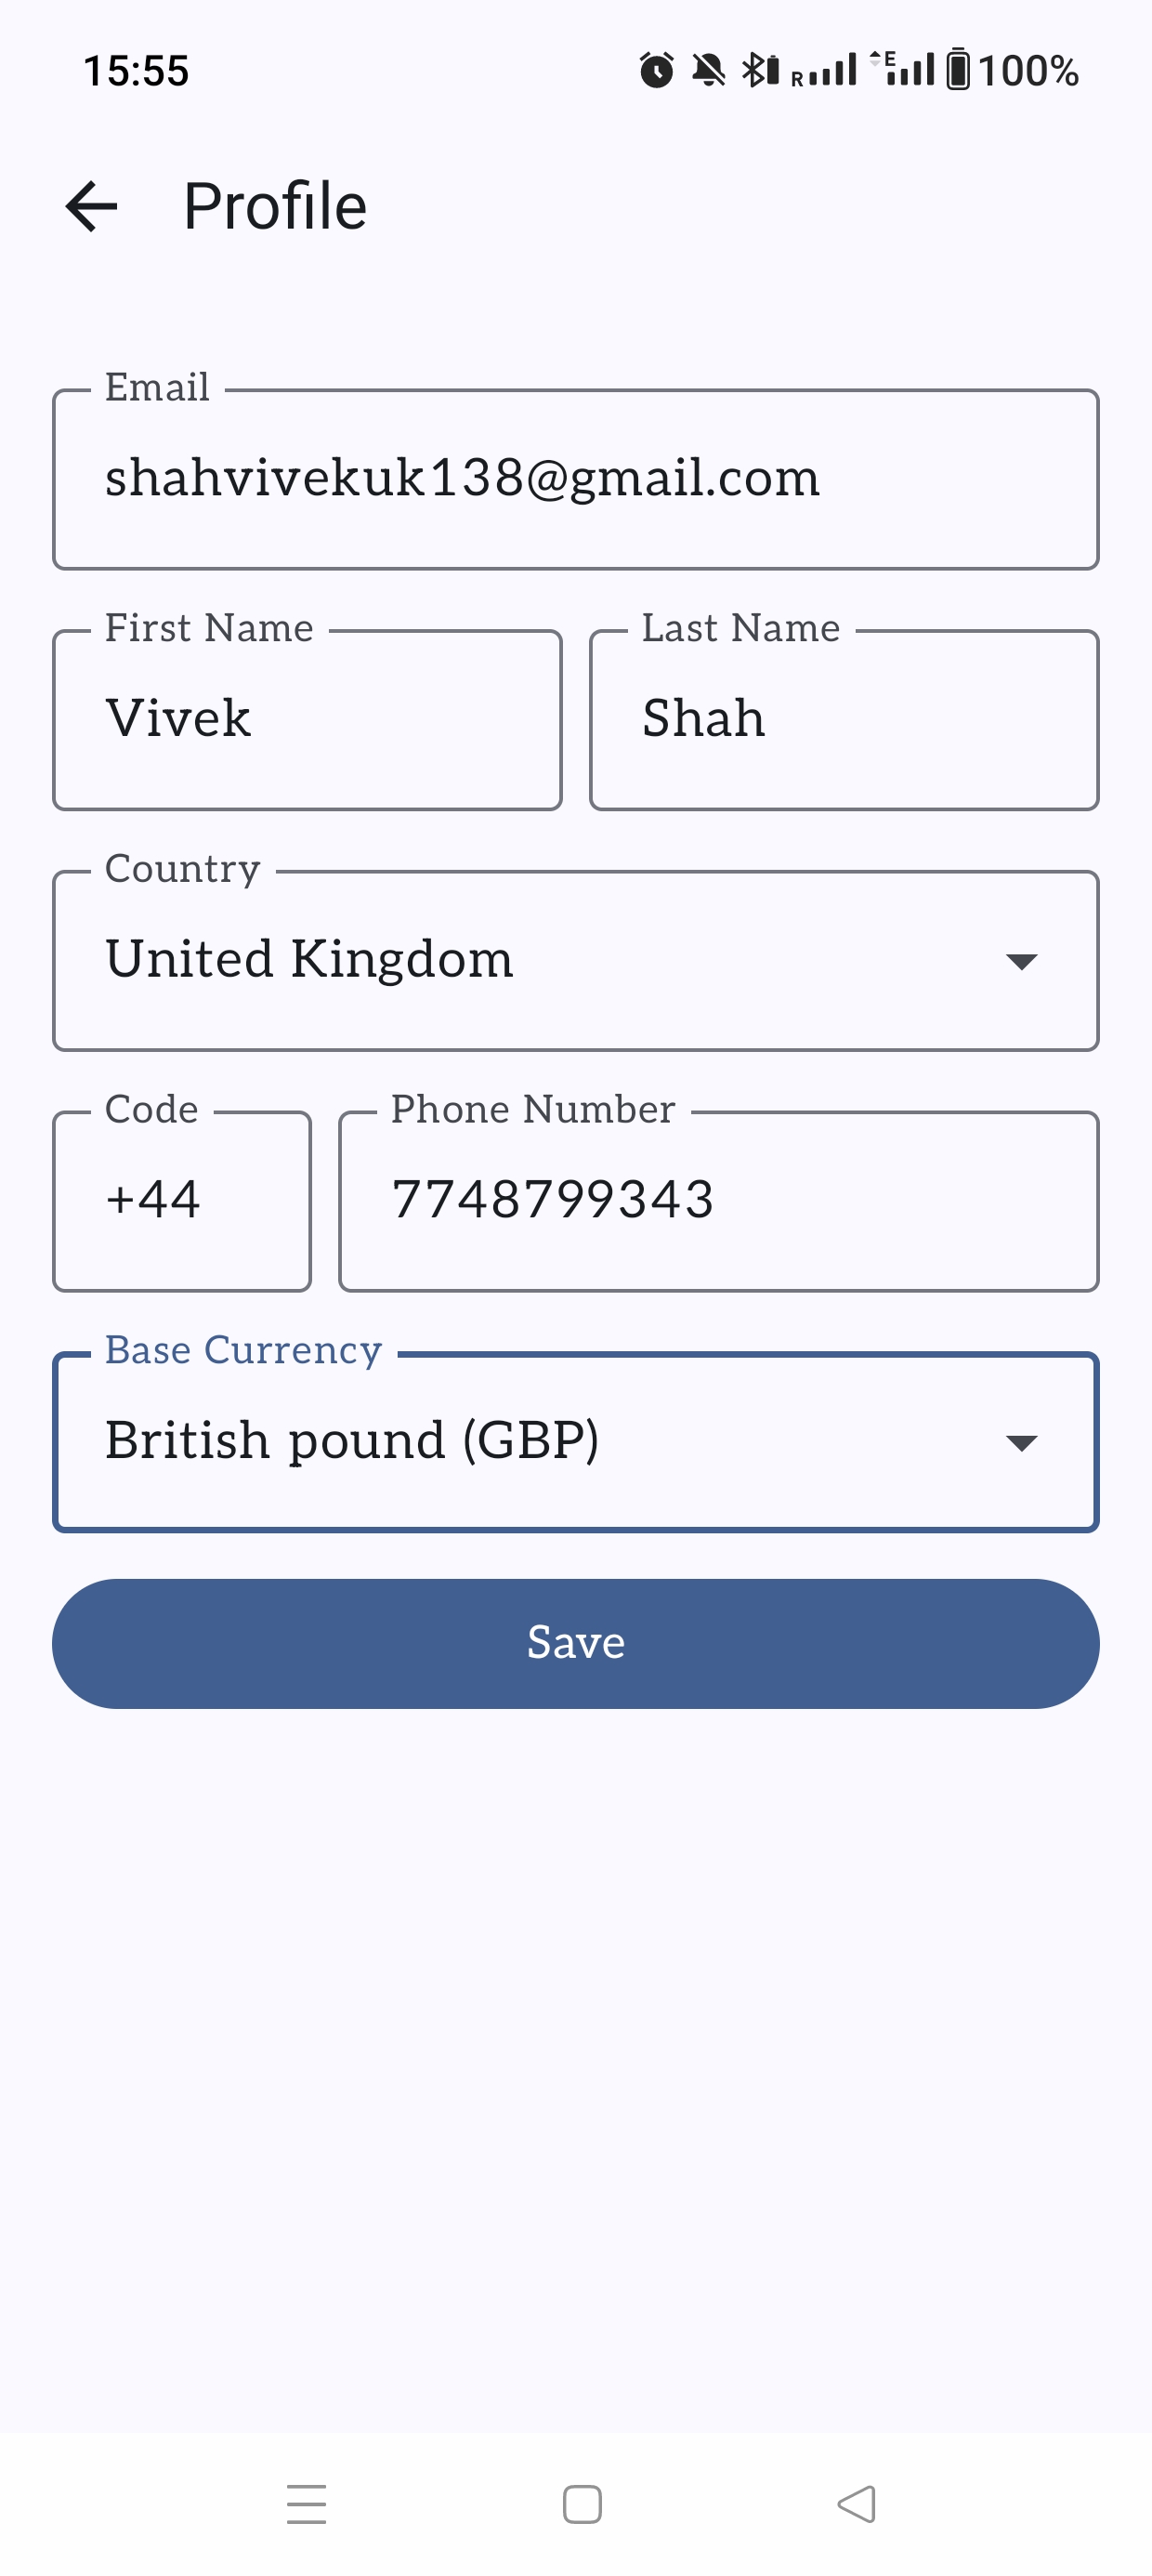 15:55 R E 100%
Profile
Email
shahvivekuk138@gmail.com
First Name Last Name
Vivek Shah
Country
United Kingdom
Code Phone Number
+44 7748799343
Base Currency
British pound (GBP)
Save